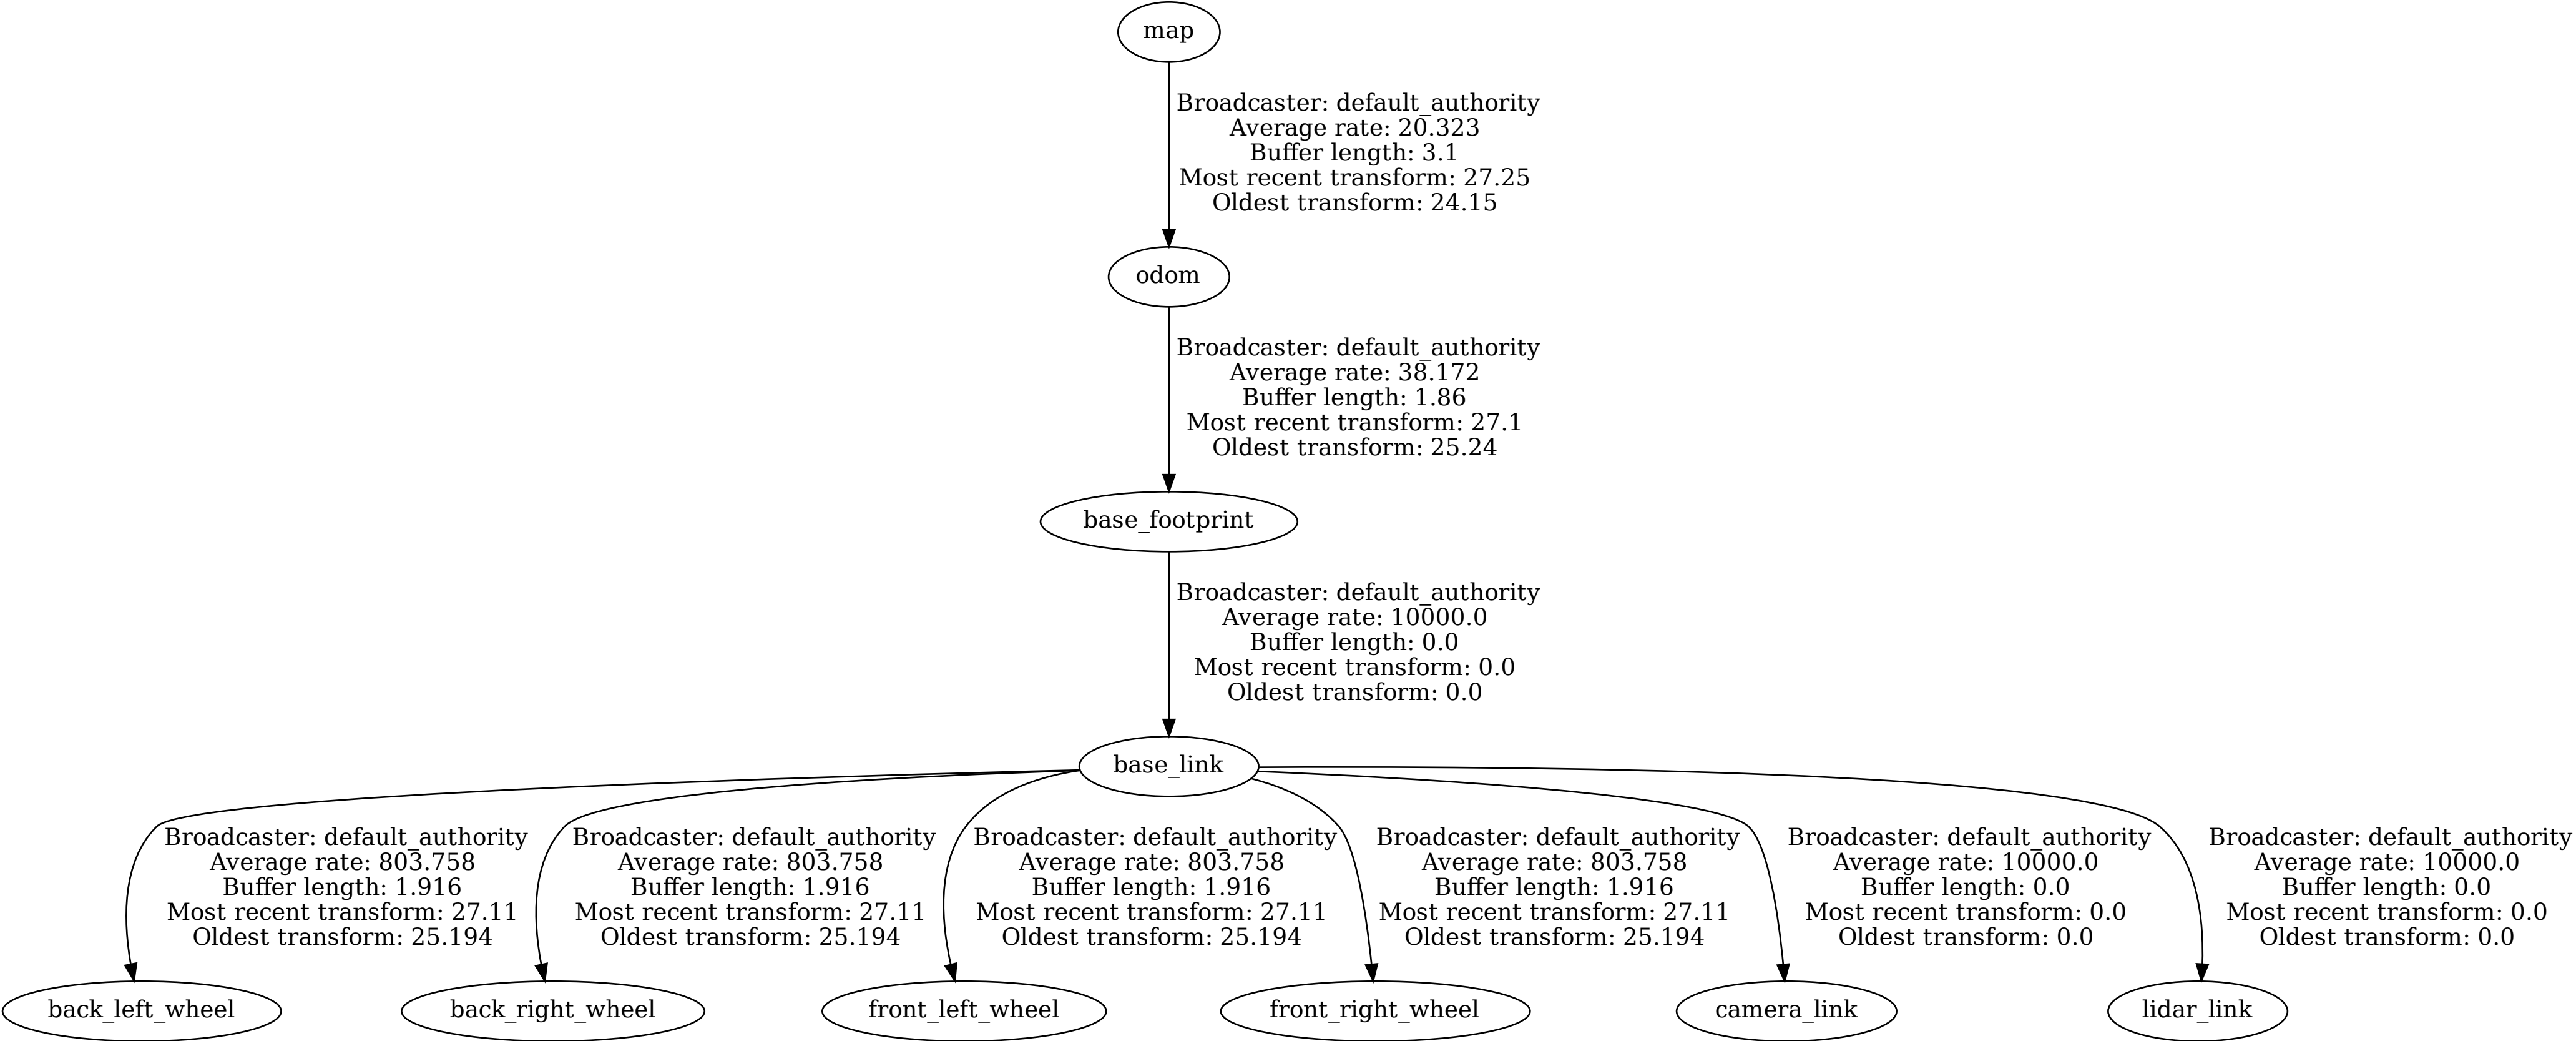 map
Broadcaster: default_authority
Average rate: 20.323
Buffer length: 3.1
Most recent transform: 27.25
Oldest transform: 24.15
odom
Broadcaster: default_authority
Average rate: 38.172
Buffer length: 1.86
Most recent transform: 27.1
Oldest transform: 25.24
base_footprint
Broadcaster: default_authority
Average rate: 10000.0
Buffer length: 0.0
Most recent transform: 0.0
Oldest transform: 0.0
base_link
Broadcaster: default_authority
Average rate: 803.758
Buffer length: 1.916
Most recent transform: 27.11
Oldest transform: 25.194
Broadcaster: default_authority
Average rate: 803.758
Buffer length: 1.916
Most recent transform: 27.11
Oldest transform: 25.194
Broadcaster: default_authority
Average rate: 803.758
Buffer length: 1.916
Most recent transform: 27.11
Oldest transform: 25.194
Broadcaster: default_authority
Average rate: 803.758
Buffer length: 1.916
Most recent transform: 27.11
Oldest transform: 25.194
Broadcaster: default_authority
Average rate: 10000.0
Buffer length: 0.0
Most recent transform: 0.0
Oldest transform: 0.0
Broadcaster: default_authority
Average rate: 10000.0
Buffer length: 0.0
Most recent transform: 0.0
Oldest transform: 0.0
back_left_wheel
back_right_wheel
front_left_wheel
front_right_wheel
camera_link
lidar_link